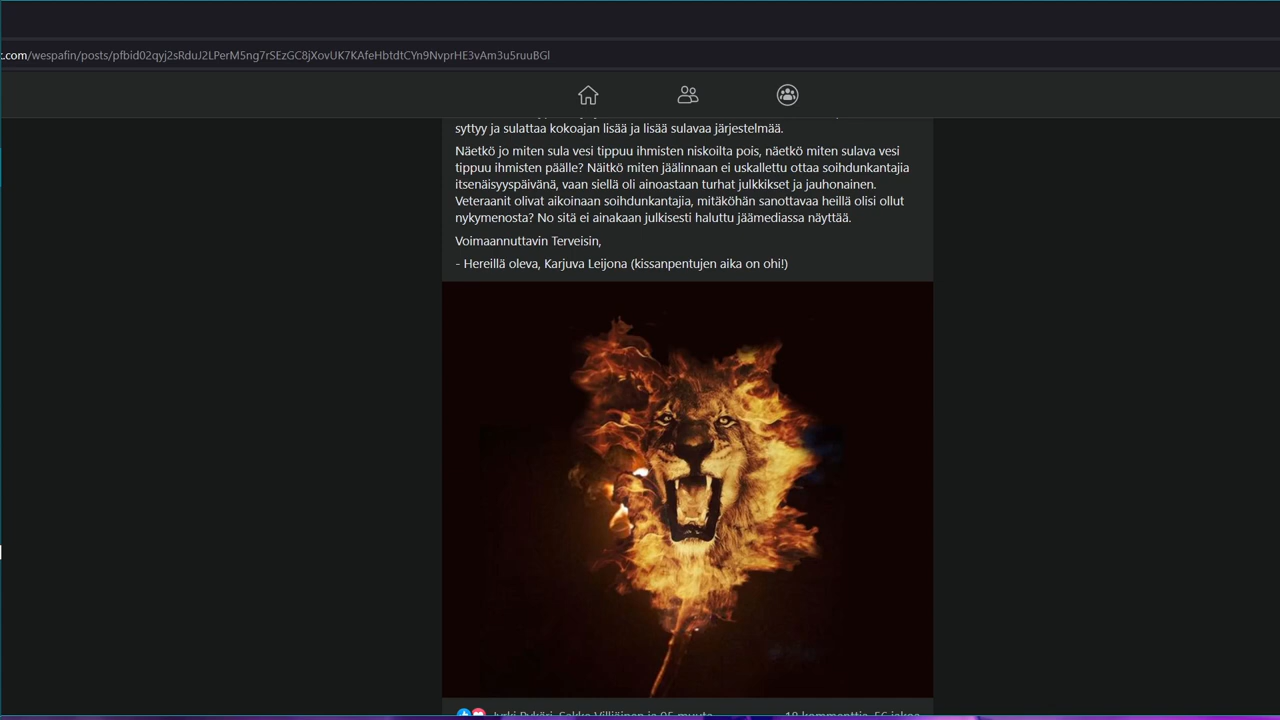 .com/wespafin/posts/pfbid02qyj2sRduJ2LPerM5ng7rSEzGC8jXovUK7KAfeHbtdtCYn9NvprHE3vAm3u5ruuBGl
syttyy ja sulattaa kokoajan lisää ja lisää sulavaa järjestelmää.
Näetkö jo miten sula vesi tippuu ihmisten niskoilta pois, näetkö miten sulava vesi
tippuu ihmisten päälle? Näitkö miten jäälinnaan ei uskallettu ottaa soihdunkantajia
itsenäisyyspäivänä, vaan siellä oli ainoastaan turhat julkkikset ja jauhonainen.
Veteraanit olivat aikoinaan soihdunkantajia, mitäköhän sanottavaa heillä olisi ollut
nykymenosta? No sitä ei ainakaan julkisesti haluttu jäämediassa näyttää.
Voimaannuttavin Terveisin,
- Hereillä oleva, Karjuva Leijona (kissanpentujen aika on ohi!)